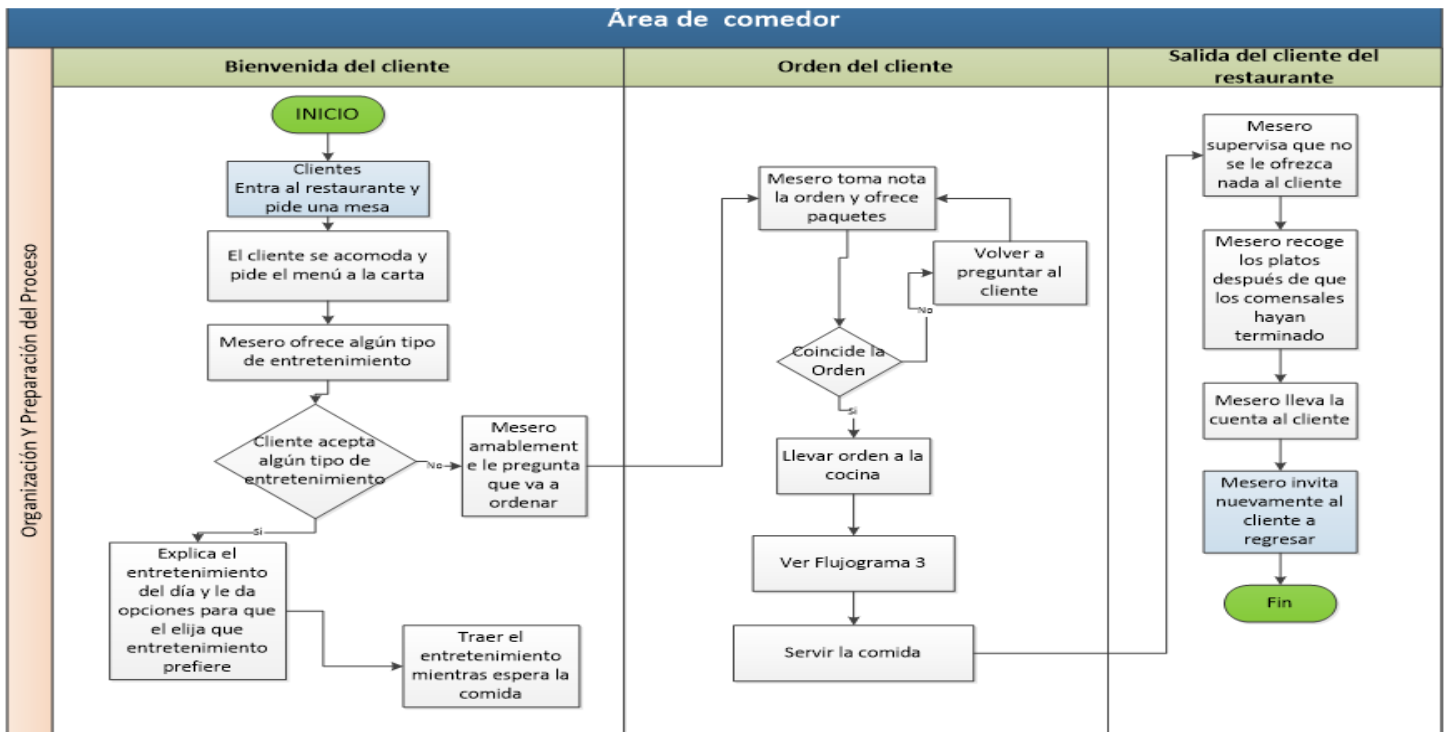 Área de  comedor
Organización Y Preparación del Proceso
Bienvenida del cliente
Orden del cliente
Salida del cliente del
restaurante
INICIO
Clientes
Entra al restaurante y
pide una mesa
El cliente se acomoda y
pide el menú a la carta
Mesero ofrece algún tipo
de entretenimiento
Cliente acepta
algún tipo de
entretenimiento
No
Mesero
amablement
e le pregunta
que va a
ordenar
Si
Explica el
entretenimiento
del día y le da
opciones para que
el elija que
entretenimiento
prefiere
Traer el
entretenimiento
mientras espera la
comida
Mesero toma nota
la orden y ofrece
paquetes
Volver a
preguntar al
cliente
No
Coincide la
Orden
Si
Llevar orden a la
cocina
Ver Flujograma 3
Servir la comida
Mesero
supervisa que no
se le ofrezca
nada al cliente
Mesero recoge
los platos
después de que
los comensales
hayan
terminado
Mesero lleva la
cuenta al cliente
Mesero invita
nuevamente al
cliente a
regresar
Fin